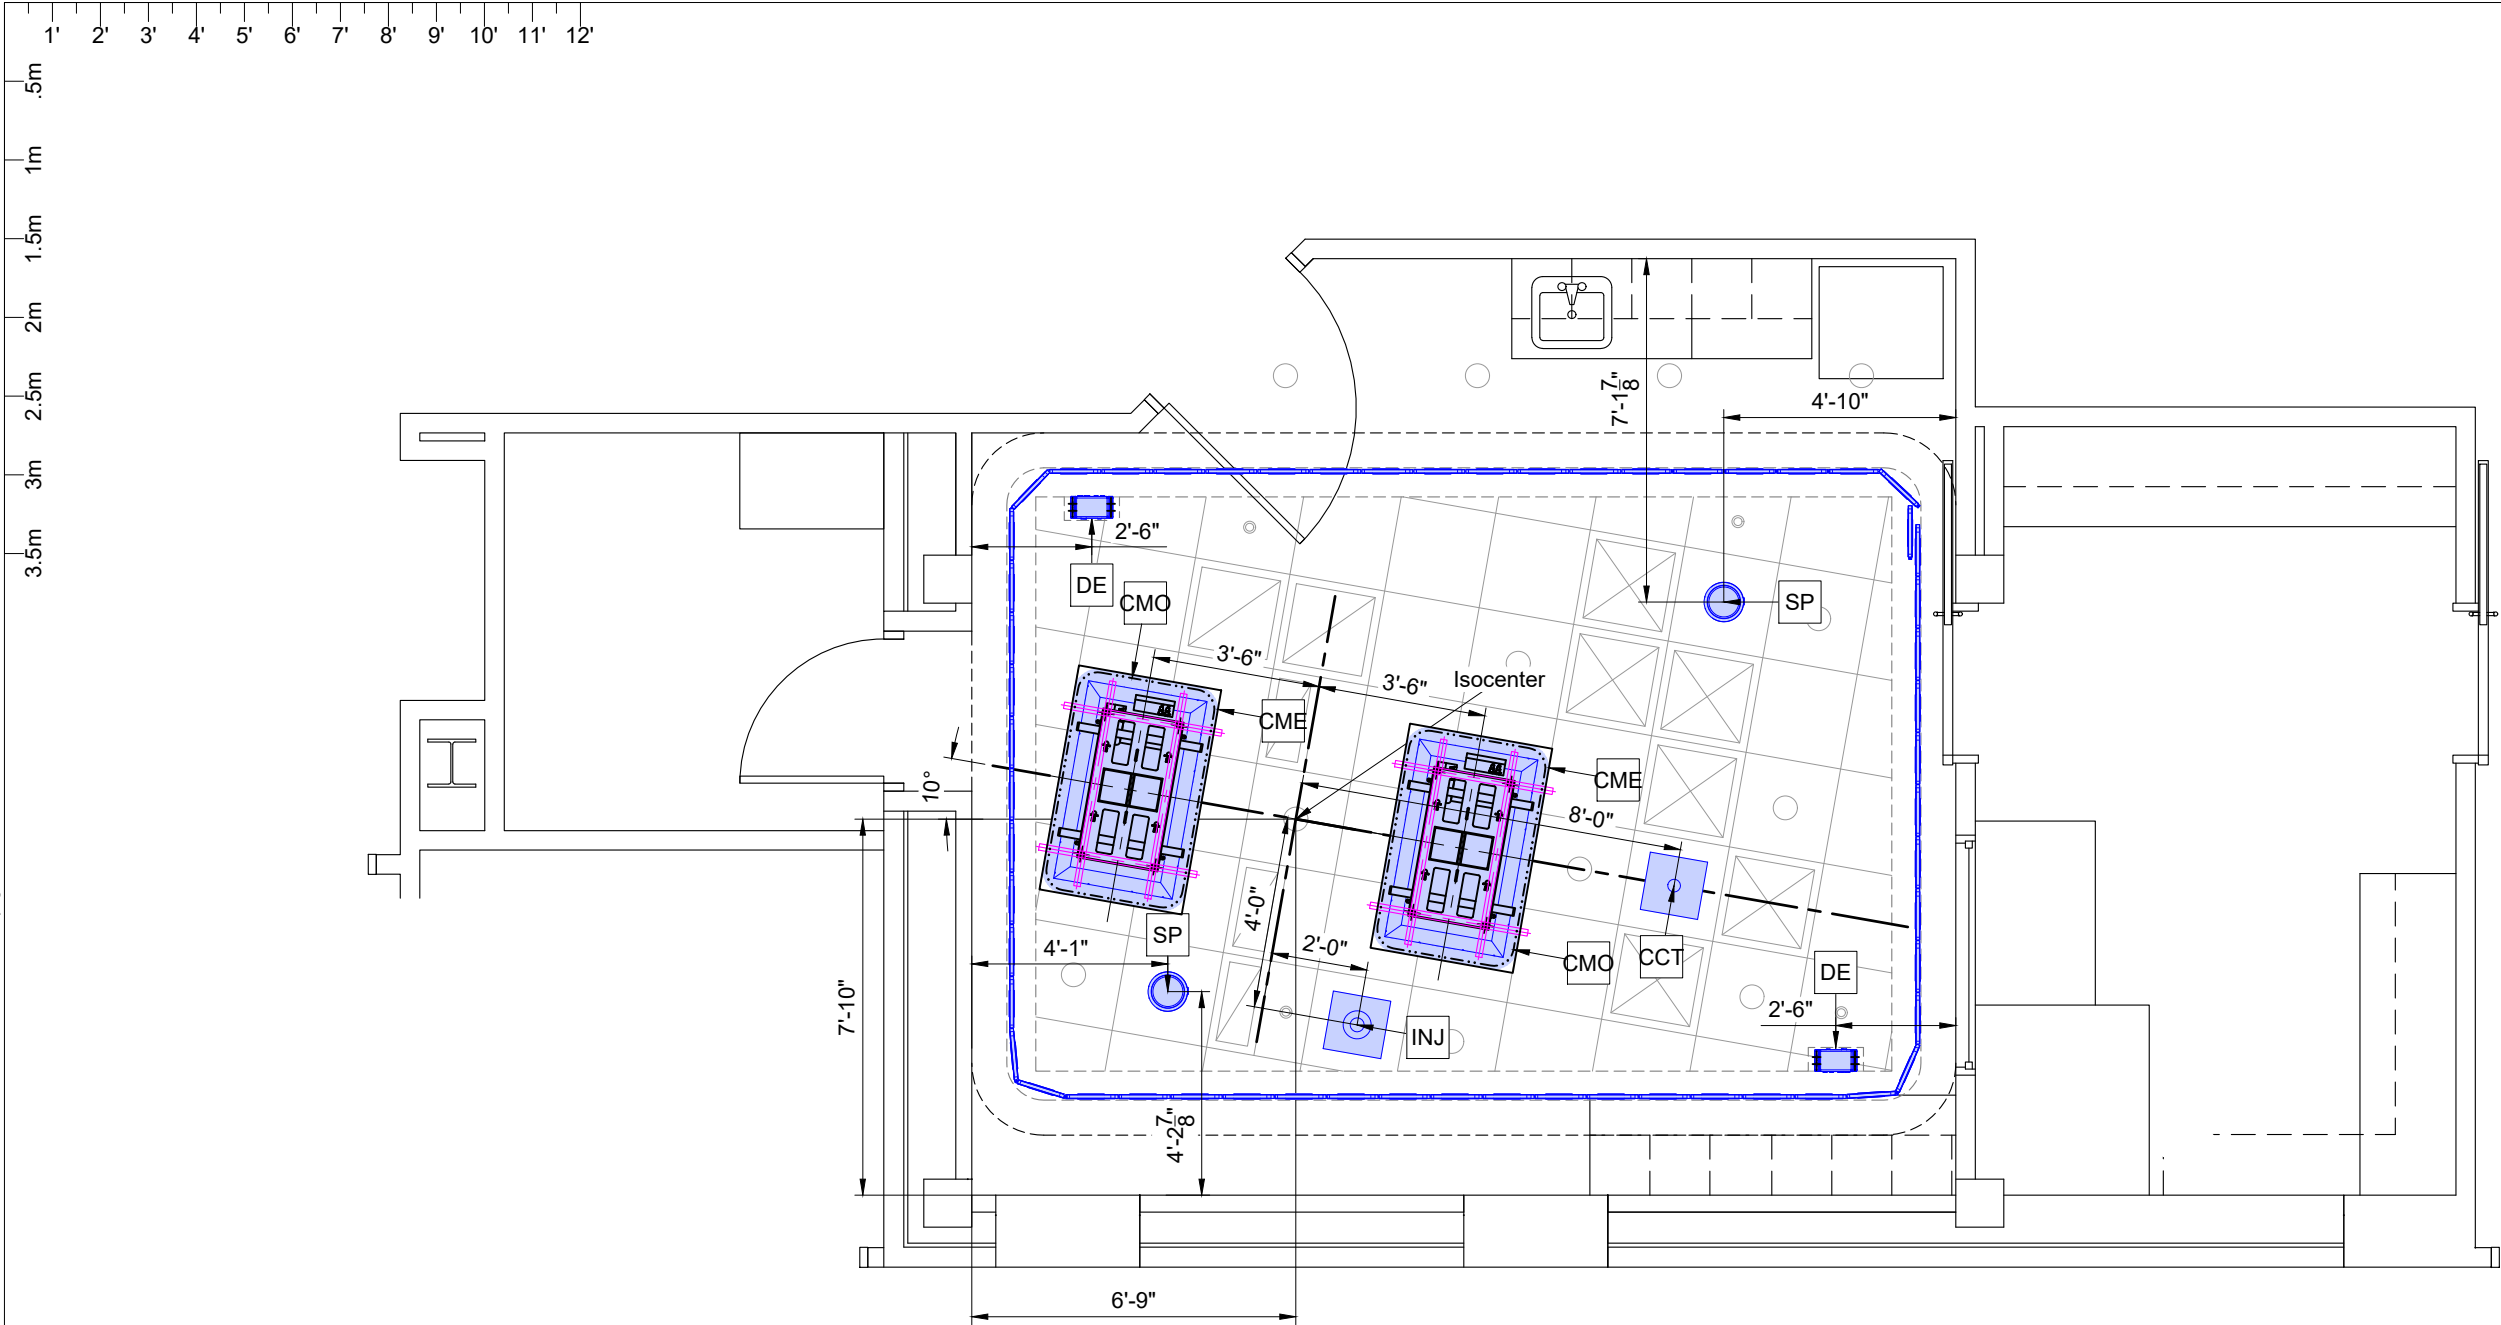 1' 2' 3' 4' 5' 6' 7' 8' 9' 10' 11' 12'
.5m
1m
1.5m
2m
2.5m
3m
3.5m
7'-1 7/8"
4'-10"
2'-6"
DE
CMO
SP
3'-6"
3'-6"
Isocenter
CME
CME
10°
8'-0"
4'-0"
SP
4'-1"
2'-0"
CMO
CCT
DE
2'-6"
7'-10"
INJ
4'-2 7/8"
6'-9"